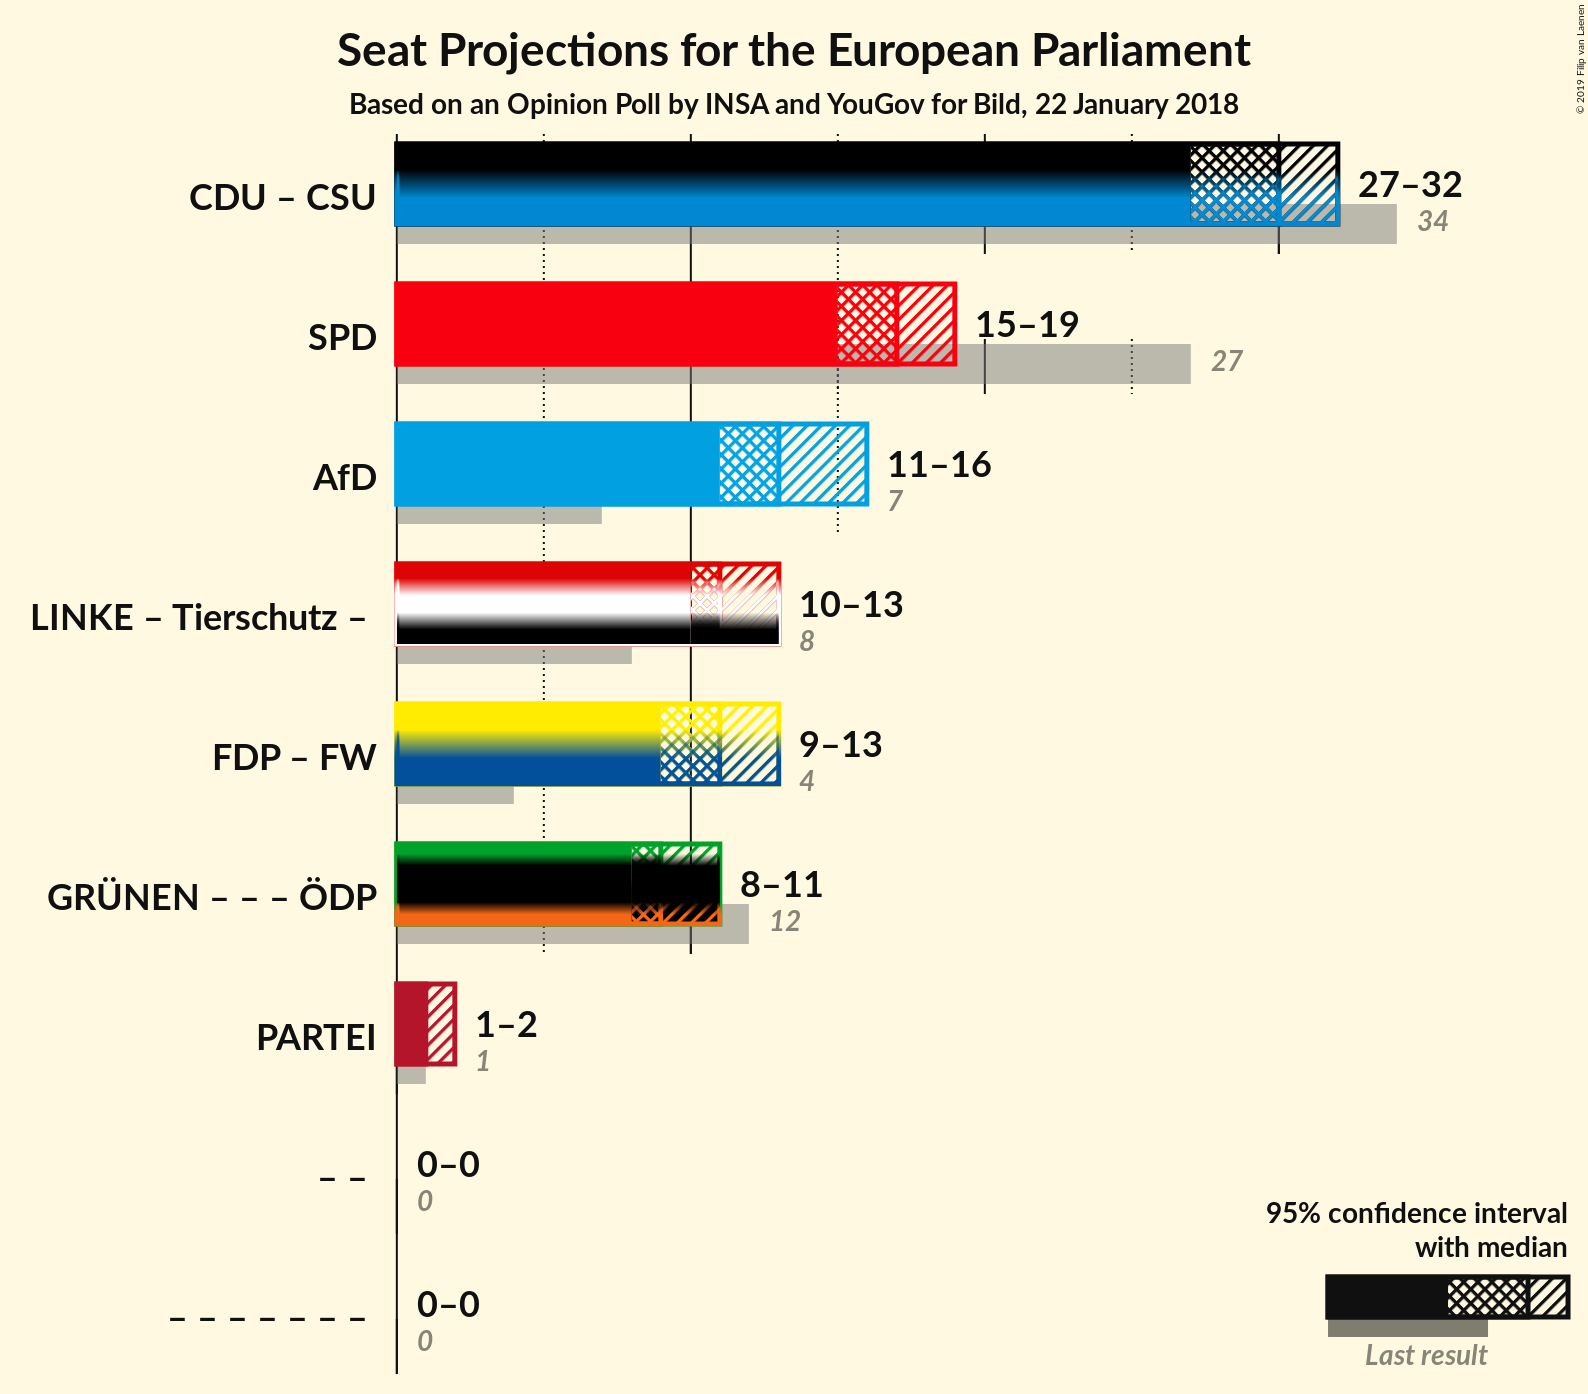 Seat Projections for the European Parliament
Based on an Opinion Poll by INSA and YouGov for Bild, 22 January 2018
© 2019 Filip van Laenen
CDU – CSU
27–32
34
SPD
15–19
27
AfD
11–16
7
LINKE – Tierschutz –
10–13
8
FDP – FW
9–13
4
GRÜNEN – – – ÖDP
8–11
12
PARTEI
1–2
1
– –
0–0
0
– – – – – – –
0–0
0
95% confidence interval
with median
Last result